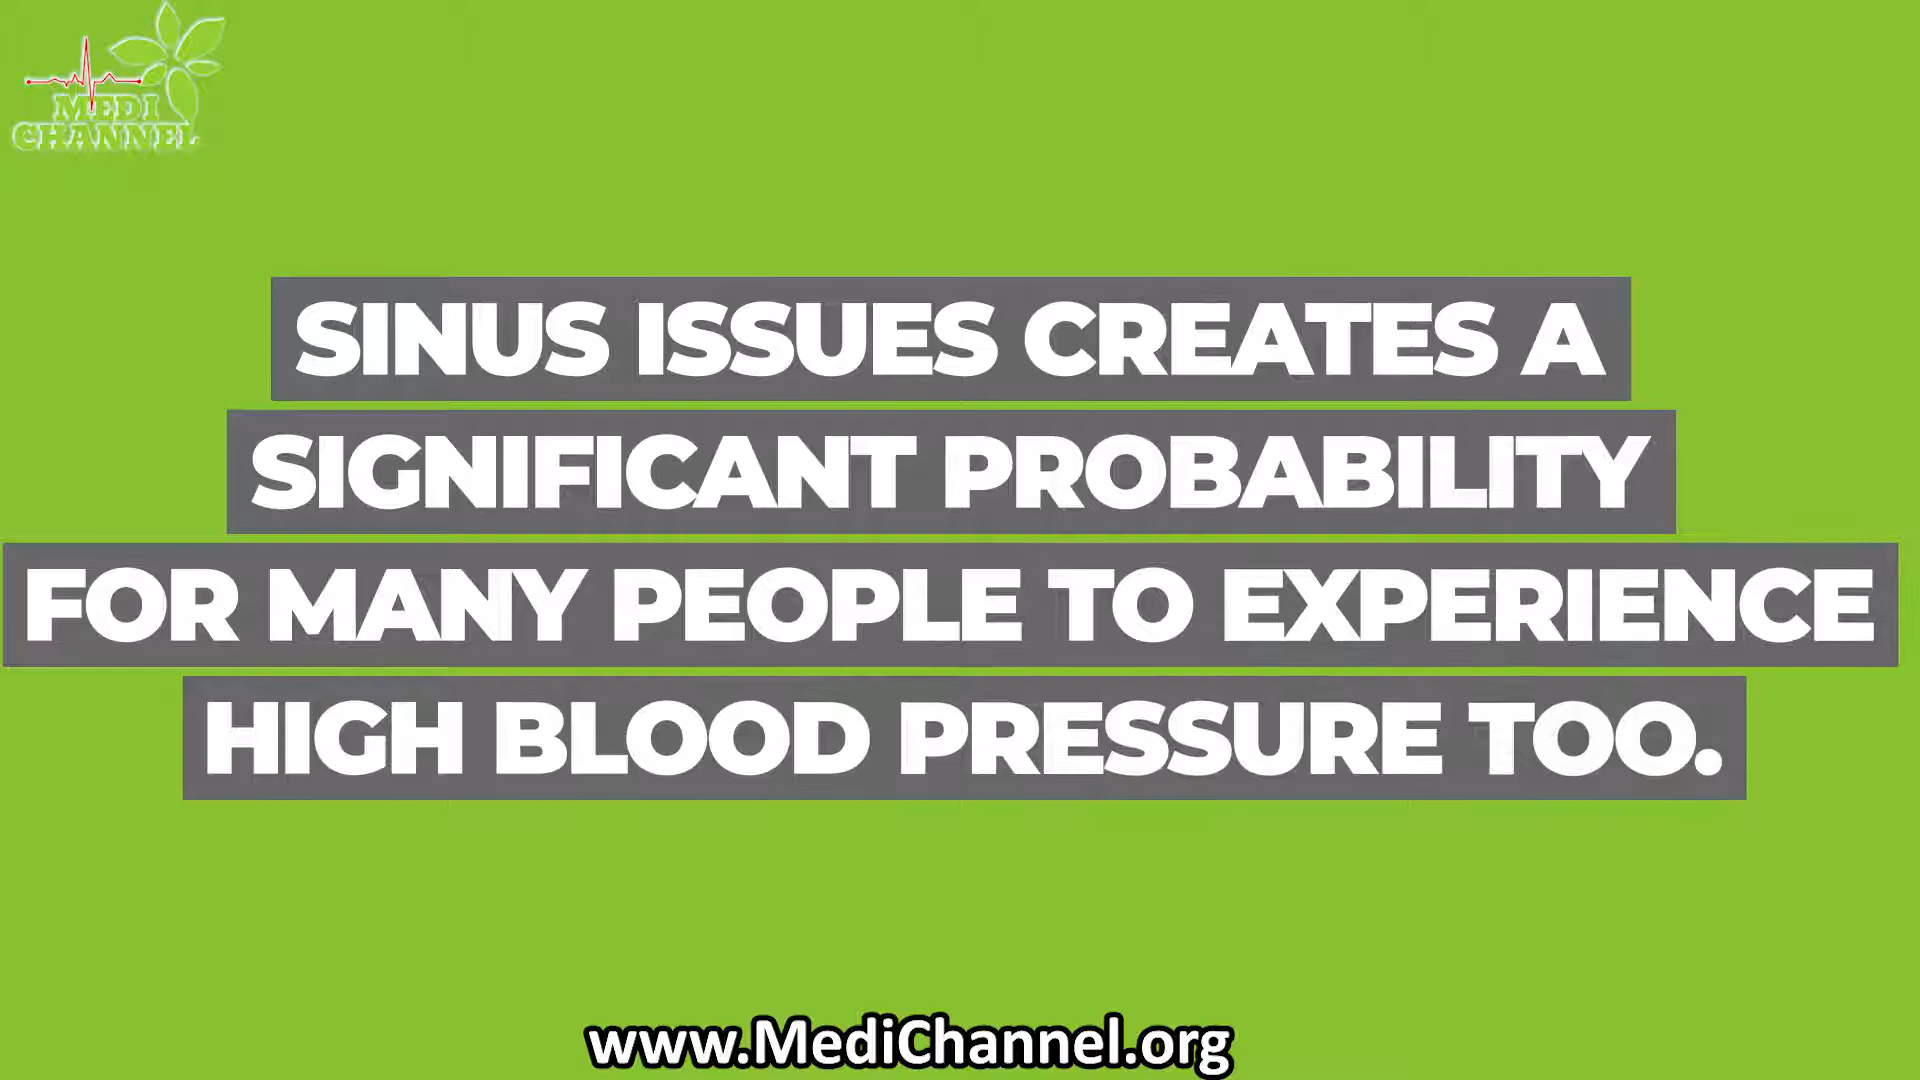 MEDI
CHANNEL
SINUS ISSUES CREATES A
SIGNIFICANT PROBABILITY
FOR MANY PEOPLE TO EXPERIENCE
HIGH BLOOD PRESSURE TOO.
www.MediChannel.org